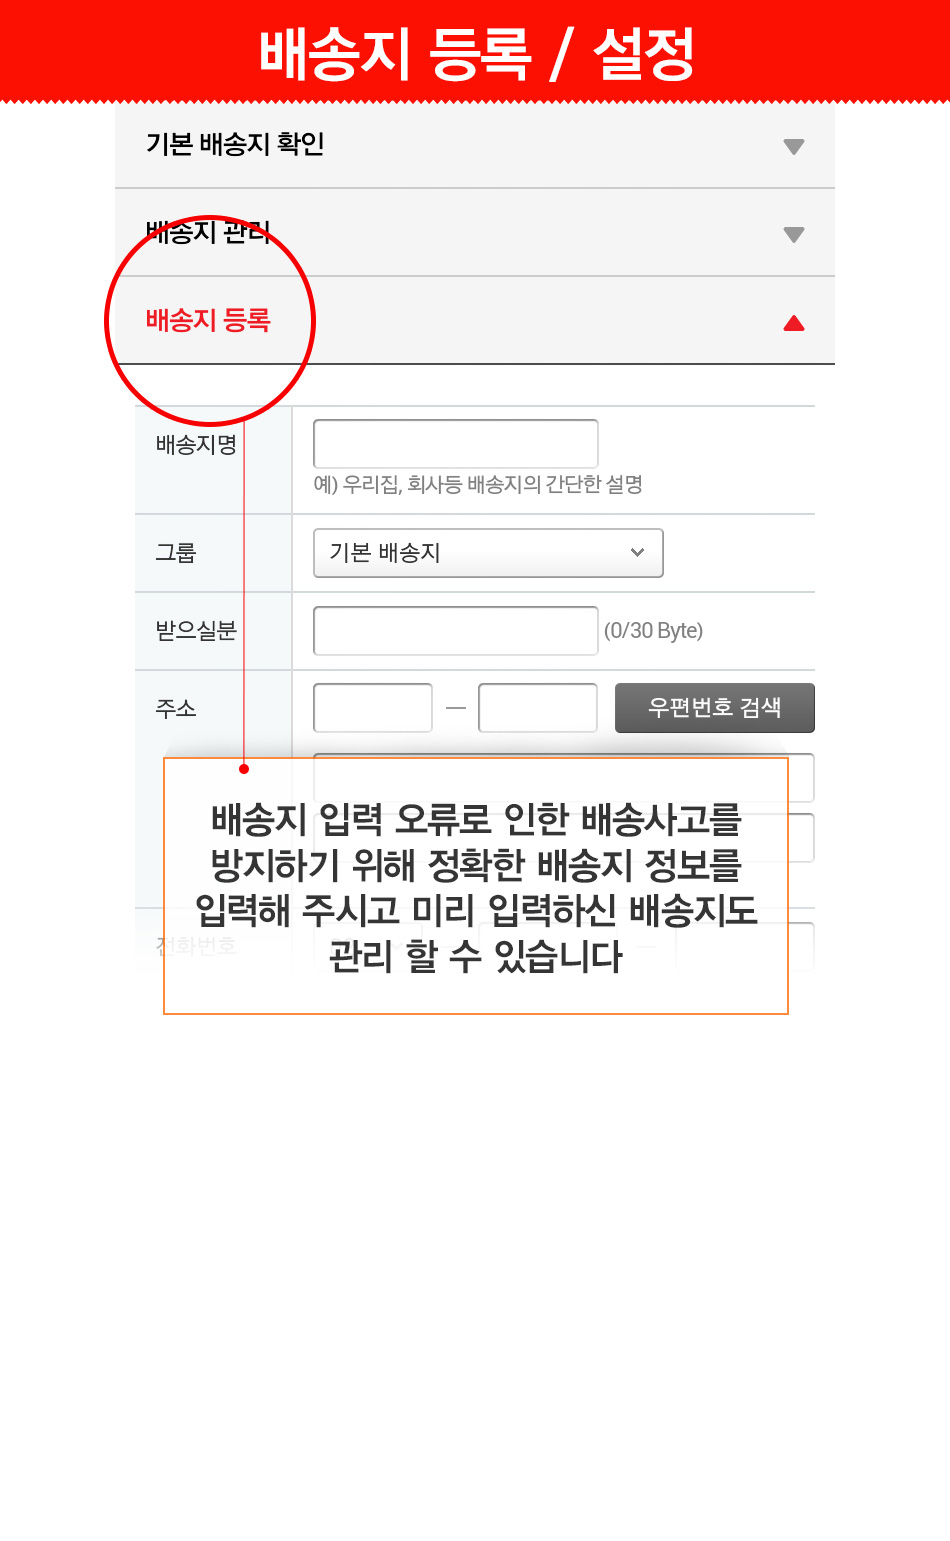 배송지 등록 / 설정
기본 배송지 확인
배송지 관리
배송지 등록
배송지명
예) 우리집, 회사등 배송지의 간단한 설명
그룹
기본 배송지
받으실분
(0/30 Byte)
주소
우편번호 검색
배송지 입력 오류로 인한 배송사고를
방지하기 위해 정확한 배송지 정보를
입력해 주시고 미리 입력하신 배송지도
전화번호
관리 할 수 있습니다